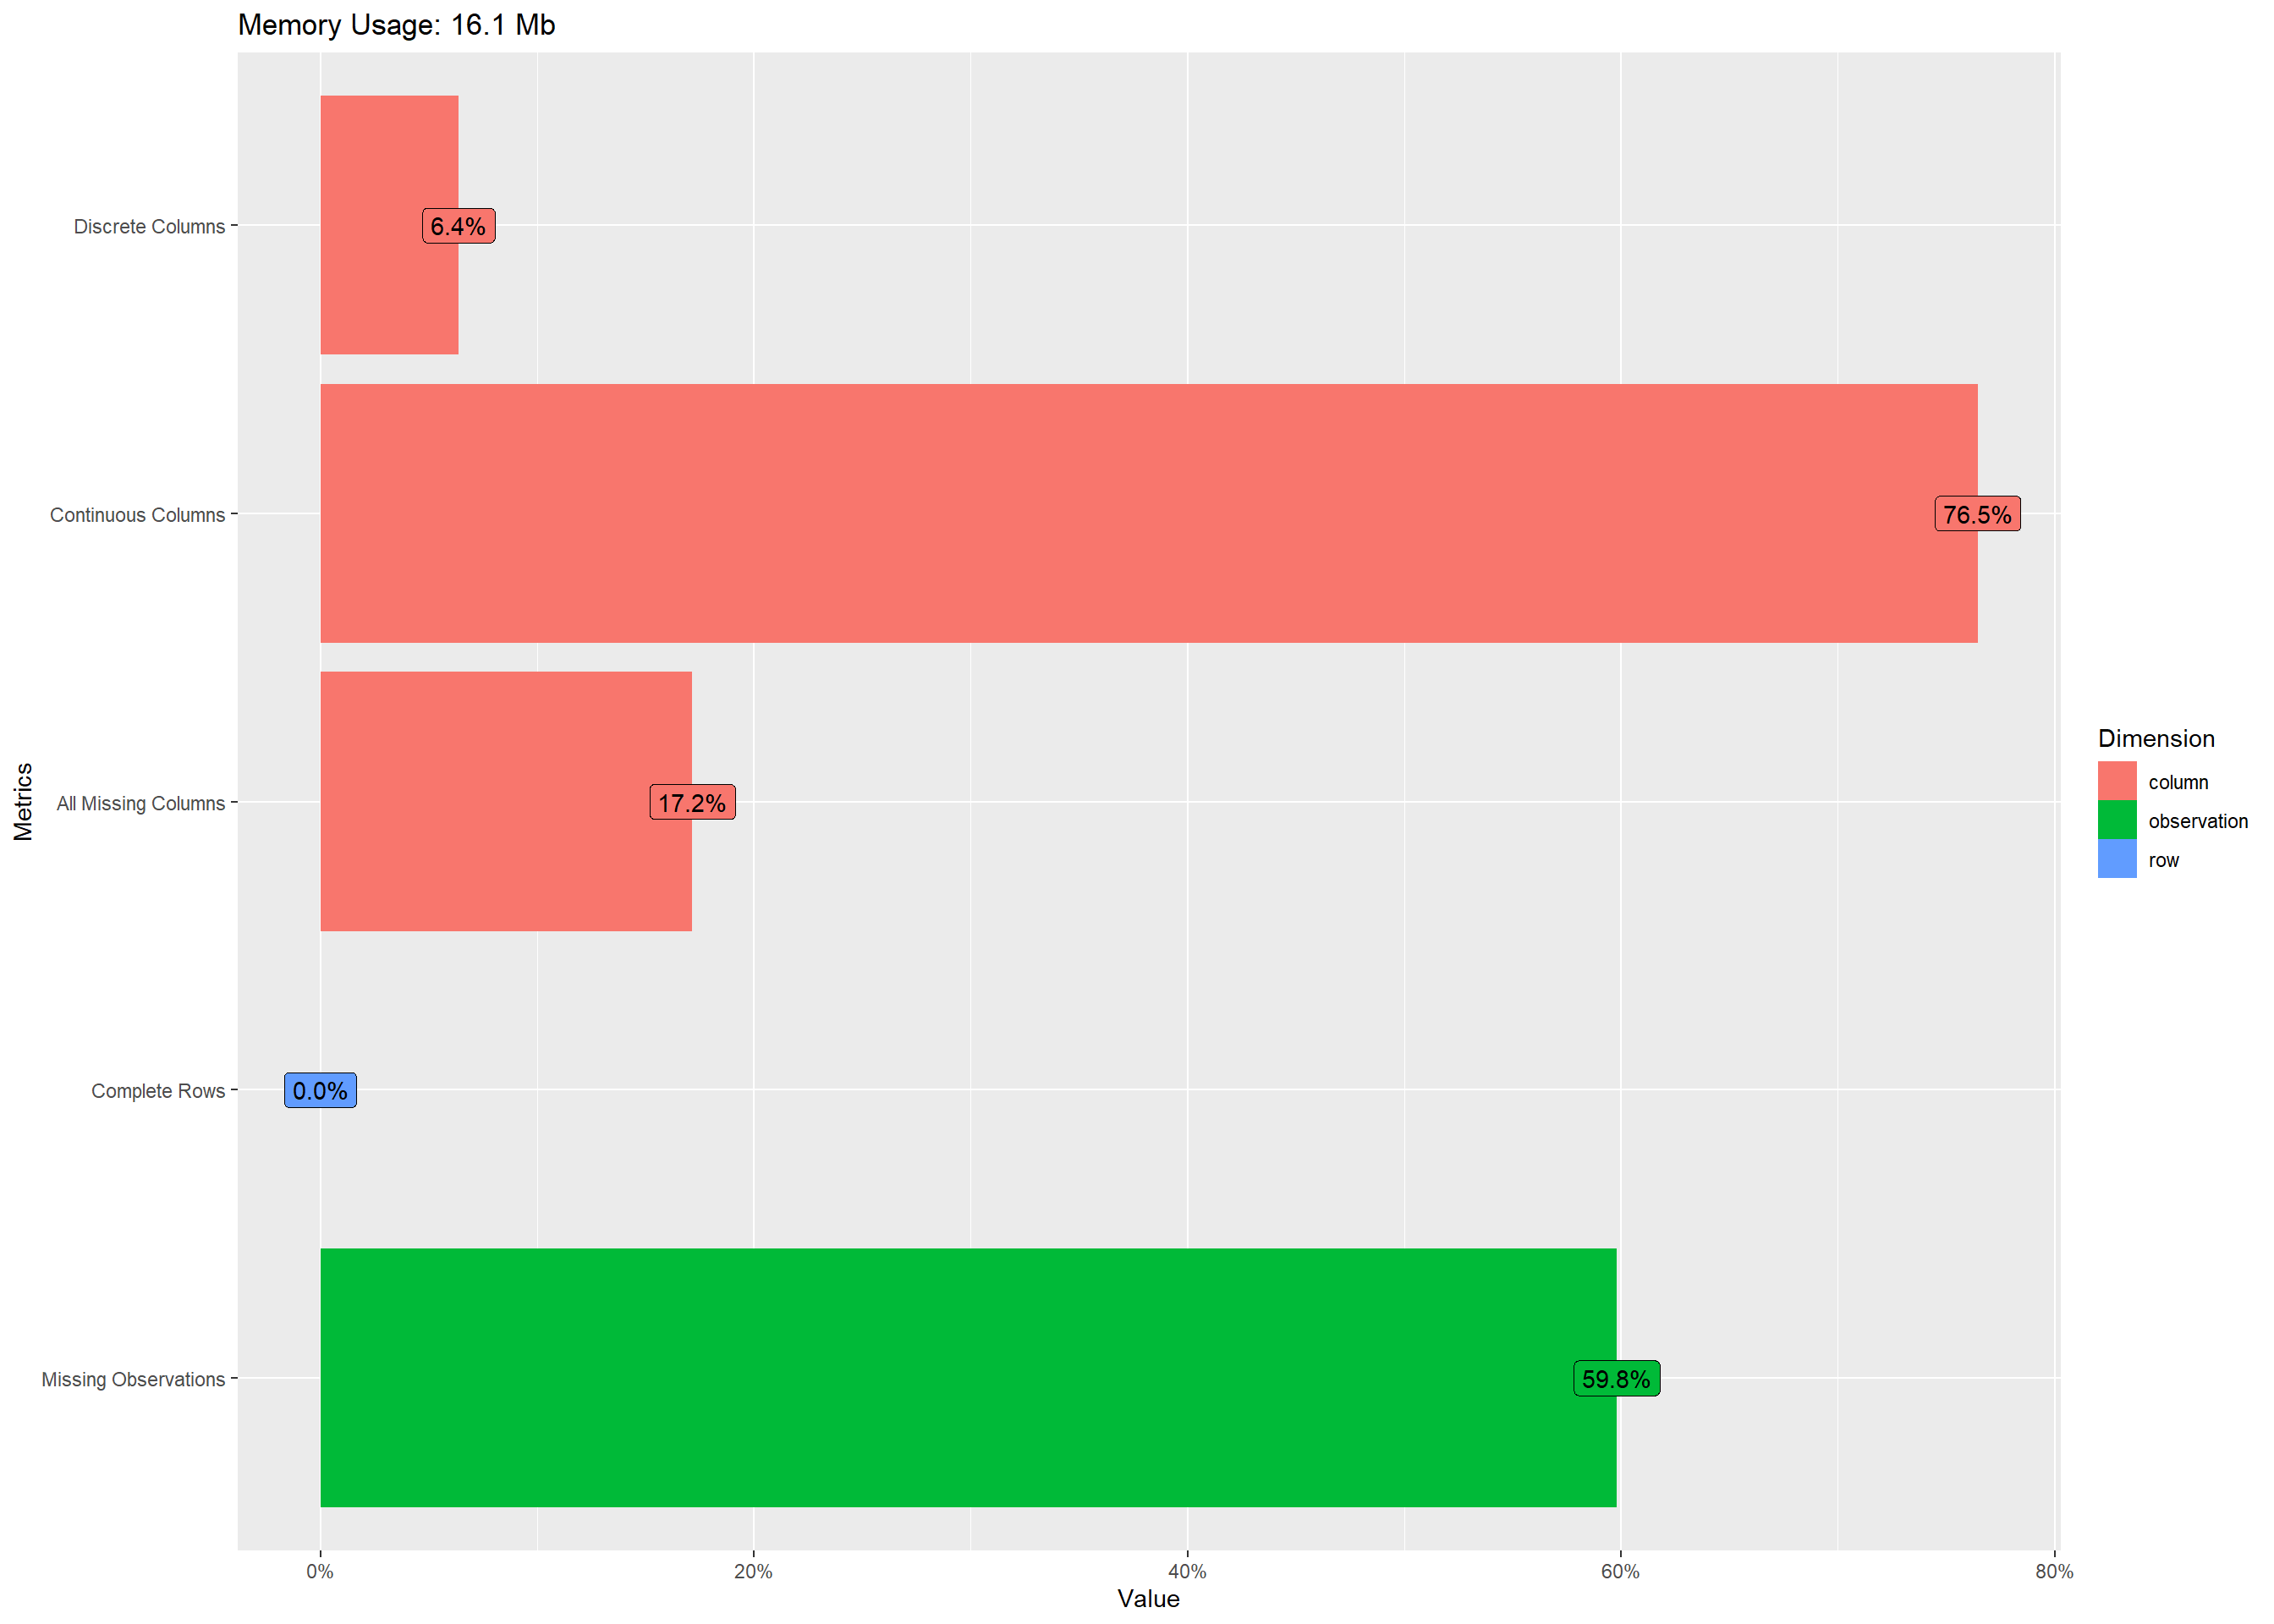 Memory Usage: 16.1 Mb
Discrete Columns
6.4%
Continuous Columns
76.5%
All Missing Columns
17.2%
Complete Rows
0.0%
Missing Observations
59.8%
Metrics
0% 20% 40% 60% 80%
Value
Dimension
column
observation
row